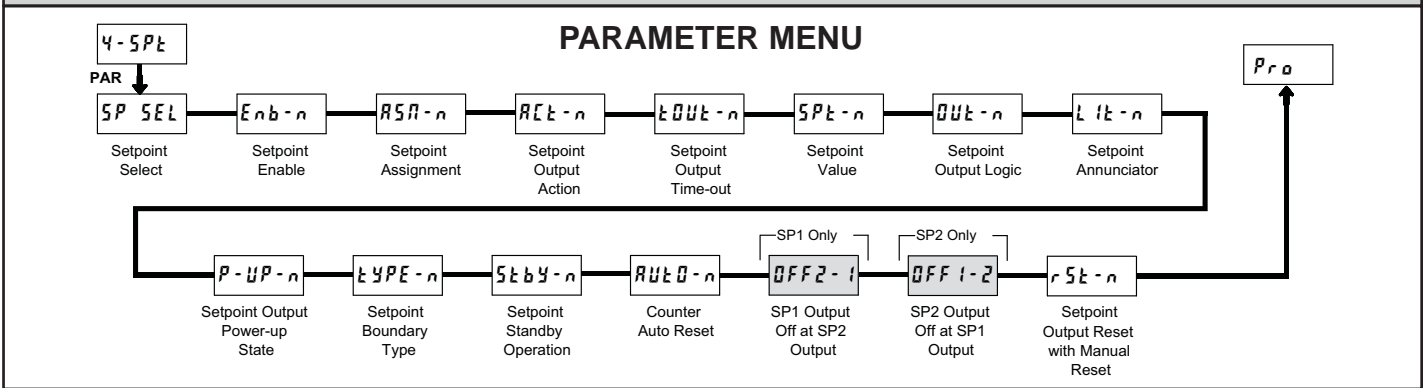 PARAMETER MENU
4-SPt
Pro
PAR
SP SEL
Enb-n
ASN-n
ACt-n
tOUt-n
SPt-n
OUt-n
LIt-n
Setpoint
Select
Setpoint
Enable
Setpoint
Assignment
Setpoint
Output
Action
Setpoint
Output
Time-out
Setpoint
Value
Setpoint
Output Logic
Setpoint
Annunciator
SP1 Only
SP2 Only
P-UP-n
tYPE-n
StbY-n
AUtO-n
OFF2-1
OFF1-2
rSt-n
Setpoint Output
Power-up
State
Setpoint
Boundary
Type
Setpoint
Standby
Operation
Counter
Auto Reset
SP1 Output
Off at SP2
Output
SP2 Output
Off at SP1
Output
Setpoint
Output Reset
with Manual
Reset